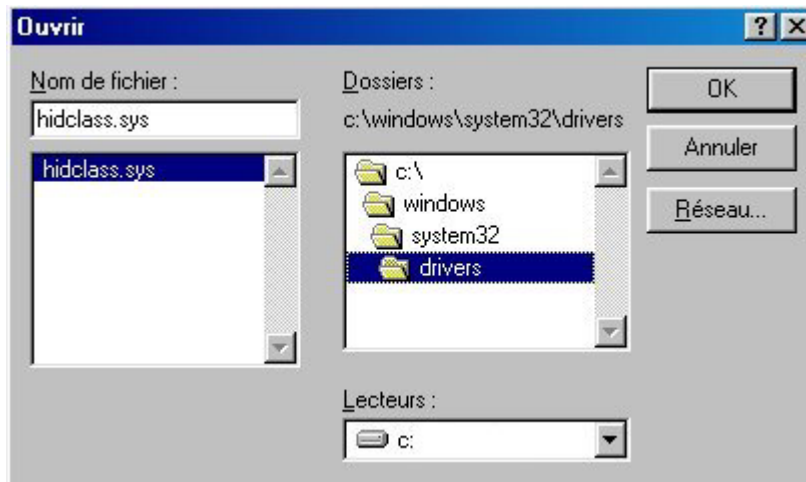 Ouvrir
Nom de fichier :
hidclass.sys
hidclass.sys
Dossiers :
c:\windows\system32\drivers
c:\
windows
system32
drivers
Lecteurs :
c:
OK
Annuler
Réseau...